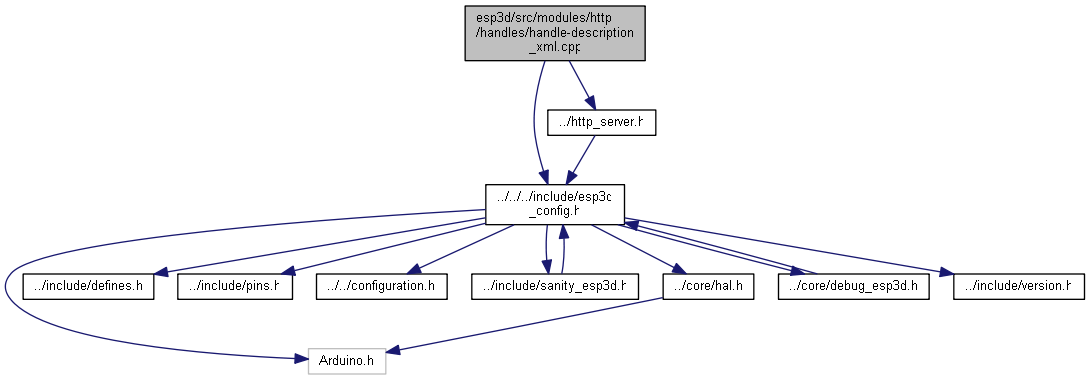 esp3d/src/modules/http
/handles/handle-description
_xml.cpp
../http_server.h
../../../include/esp3d
_config.h
../include/defines.h
../include/pins.h
../../configuration.h
../include/sanity_esp3d.h
../core/hal.h
../core/debug_esp3d.h
../include/version.h
Arduino.h